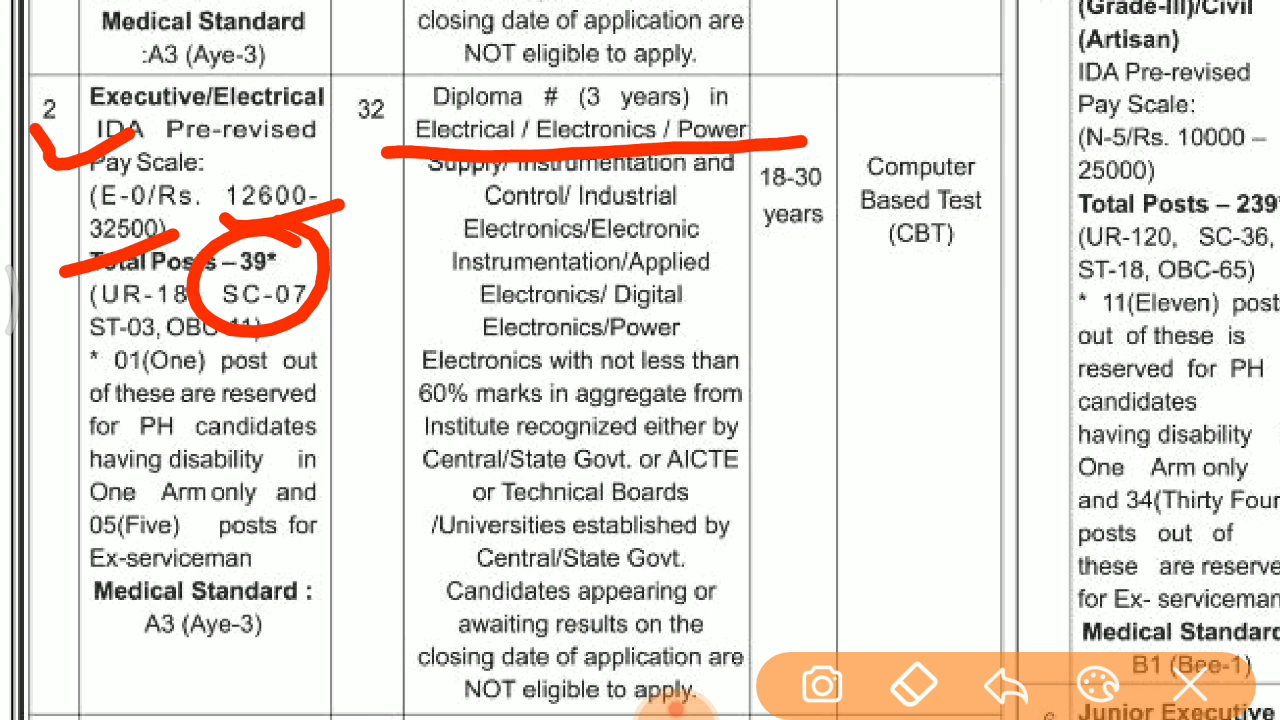 Medical Standard
:A3 (Aye-3)
closing date of application are
NOT eligible to apply.
2
Executive/Electrical
IDA Pre-revised
Pay Scale:
(E-0/Rs. 12600-
32500)
Total Posts – 39*
(UR-18 SC-07,
ST-03, OBC-11)
* 01(One) post out
of these are reserved
for PH candidates
having disability in
One Arm only and
05(Five) posts for
Ex-serviceman
Medical Standard :
A3 (Aye-3)
32
Diploma # (3 years) in
Electrical / Electronics / Power
Supply/ Instrumentation and
Control/ Industrial
Electronics/Electronic
Instrumentation/Applied
Electronics/ Digital
Electronics/Power
Electronics with not less than
60% marks in aggregate from
Institute recognized either by
Central/State Govt. or AICTE
or Technical Boards
/Universities established by
Central/State Govt.
Candidates appearing or
awaiting results on the
closing date of application are
NOT eligible to apply.
18-30
years
Computer
Based Test
(CBT)
(Grade-III)/Civil
(Artisan)
IDA Pre-revised
Pay Scale:
(N-5/Rs. 10000 –
25000)
Total Posts – 239*
(UR-120, SC-36,
ST-18, OBC-65)
* 11(Eleven) post
out of these is
reserved for PH
candidates
having disability
One Arm only
and 34(Thirty Four
posts out of
these are reserve
for Ex- serviceman
Medical Standard
B1 (Bee-1)
Junior Executive